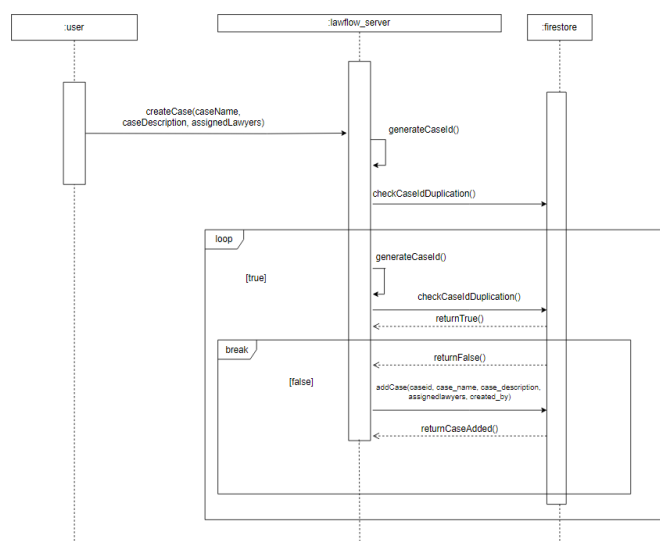 :user
:lawflow_server
:firestore
createCase(caseName,
caseDescription, assignedLawyers)
generateCaseId()
checkCaseIdDuplication()
loop
generateCaseId()
[true]
checkCaseIdDuplication()
returnTrue()
break
returnFalse()
[false]
addCase(caseid, case_name, case_description,
assignedlawyers, created_by)
returnCaseAdded()